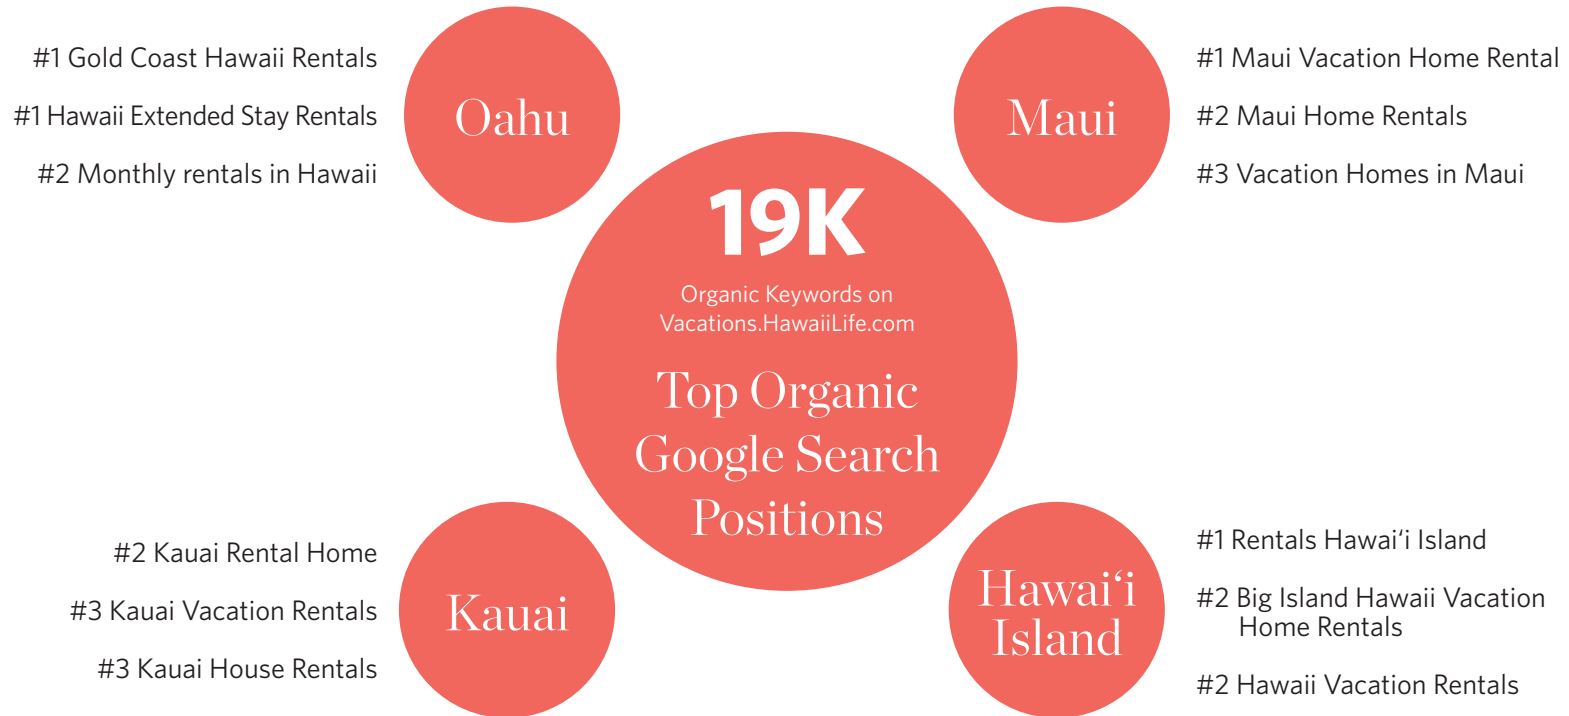 #1 Gold Coast Hawaii Rentals
#1 Hawaii Extended Stay Rentals
#2 Monthly rentals in Hawaii
Oahu
Maui
#1 Maui Vacation Home Rental
#2 Maui Home Rentals
#3 Vacation Homes in Maui
19K
Organic Keywords on
Vacations.HawaiiLife.com
Top Organic
Google Search
Positions
#2 Kauai Rental Home
#3 Kauai Vacation Rentals
#3 Kauai House Rentals
Kauai
Hawai‘i
Island
#1 Rentals Hawai‘i Island
#2 Big Island Hawaii Vacation
Home Rentals
#2 Hawaii Vacation Rentals